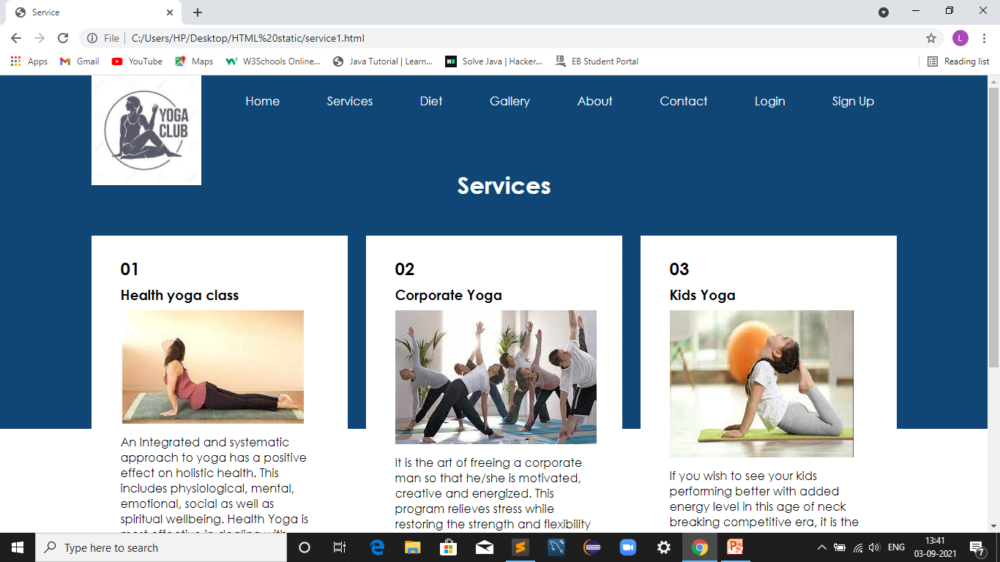 Service
File
C:/Users/HP/Desktop/HTML%20static/service1.html
L
Apps
Gmail
YouTube
Maps
W3Schools Online...
Java Tutorial | Learn...
Solve Java | Hacker...
EB Student Portal
Reading list
YOGA
CLUB
Home
Services
Diet
Gallery
About
Contact
Login
Sign Up
Services
01
Health yoga class
An Integrated and systematic
approach to yoga has a positive
effect on holistic health. This
includes physiological, mental,
emotional, social as well as
spiritual wellbeing. Health Yoga is
most effective in dealing with
02
Corporate Yoga
It is the art of freeing a corporate
man so that he/she is motivated,
creative and energized. This
program relieves stress while
restoring the strength and flexibility
03
Kids Yoga
If you wish to see your kids
performing better with added
energy level in this age of neck
breaking competitive era, it is the
Type here to search
ENG
13:41
03-09-2021
7